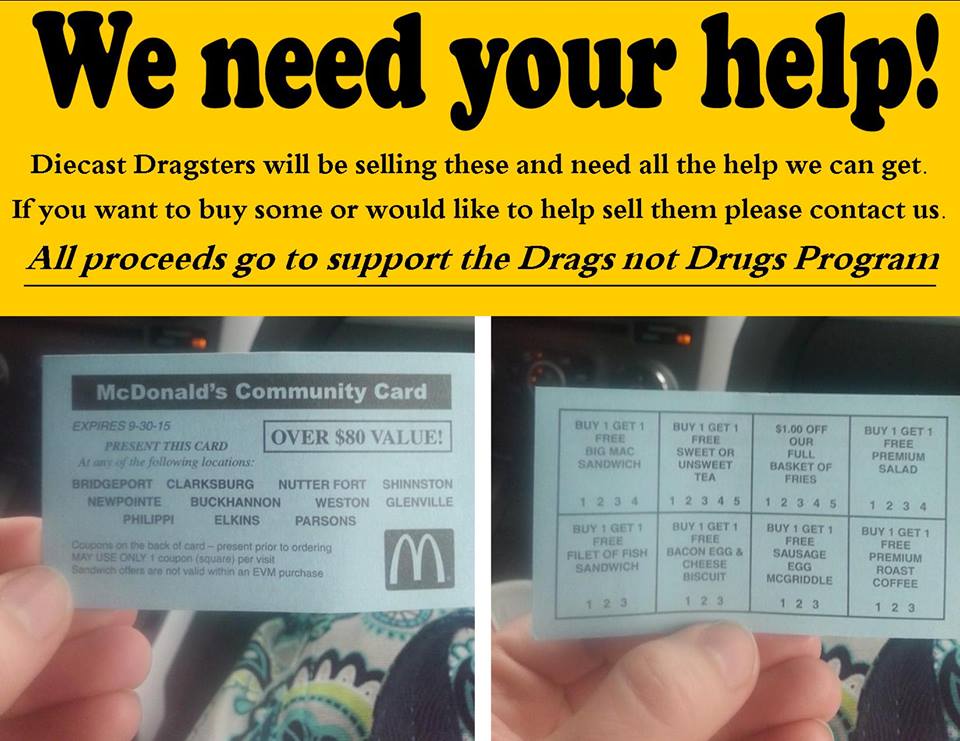 We need your help!
Diecast Dragsters will be selling these and need all the help we can get.
If you want to buy some or would like to help sell them please contact us.
All proceeds go to support the Drags not Drugs Program
McDonald's Community Card
EXPIRES 9-30-15
OVER $80 VALUE!
PRESENT THIS CARD
At any of the following locations:
BRIDGEPORT CLARKSBURG NUTTER FORT SHINNSTON
NEWPOINTE BUCKHANNON WESTON GLENVILLE
PHILIPPI ELKINS PARSONS
Coupons on the back of card – present prior to ordering
MAY USE ONLY 1 coupon (square) per visit
Sandwich offers are not valid within an EVM purchase
BUY 1 GET 1
FREE
BIG MAC
SANDWICH
1 2 3 4
BUY 1 GET 1
FREE
SWEET OR
UNSWEET
TEA
1 2 3 4 5
$1.00 OFF
OUR
FULL
BASKET OF
FRIES
1 2 3 4 5
BUY 1 GET 1
FREE
PREMIUM
SALAD
1 2 3 4
BUY 1 GET 1
FREE
FILET OF FISH
SANDWICH
1 2 3
BUY 1 GET 1
FREE
BACON EGG &
CHEESE
BISCUIT
1 2 3
BUY 1 GET 1
FREE
SAUSAGE
EGG
MCGRIDDLE
1 2 3
BUY 1 GET 1
FREE
PREMIUM
ROAST
COFFEE
1 2 3